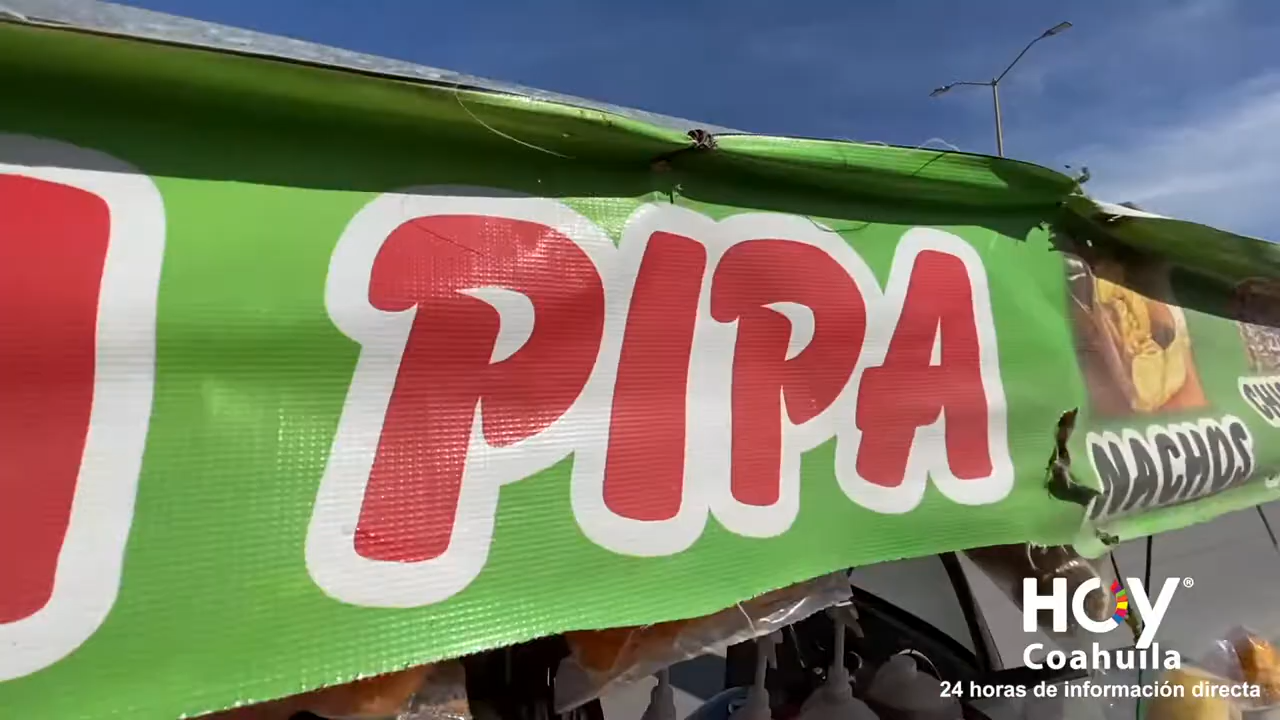 PIPA
NACHOS
HOY®
Coahuila
24 horas de información directa